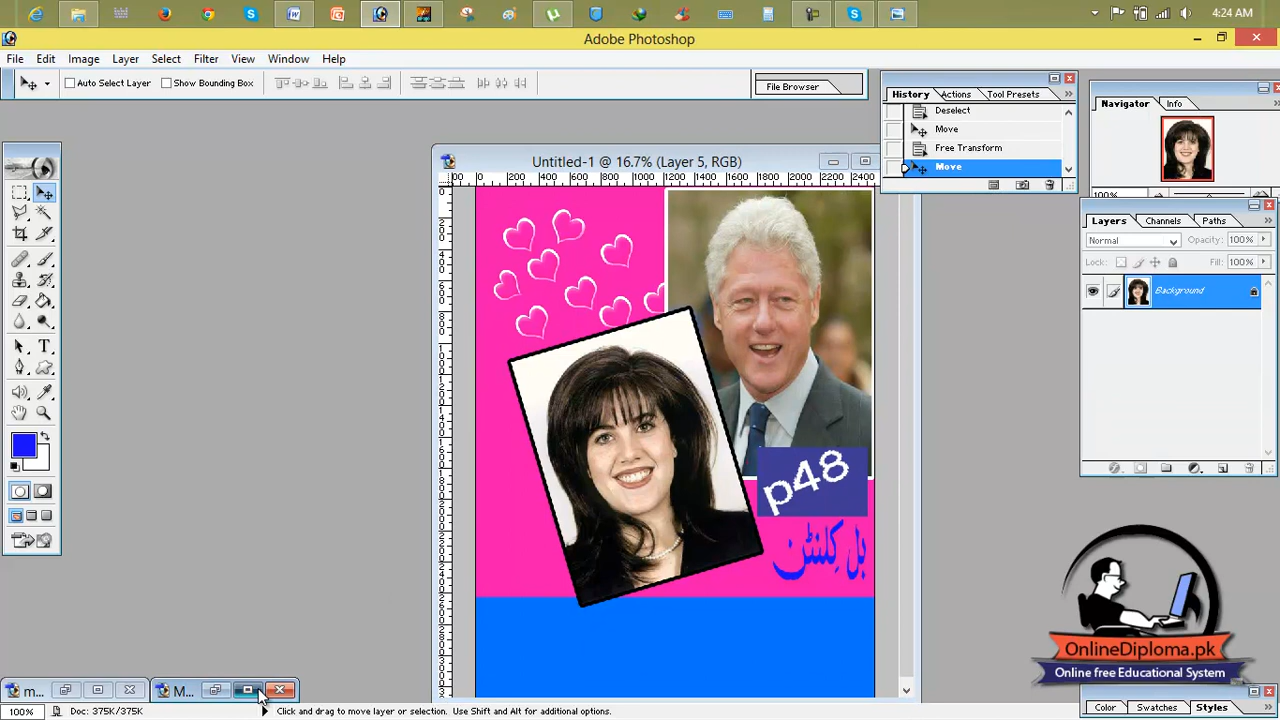 4:24 AM
Adobe Photoshop
File Edit Image Layer Select Filter Query View Window Help
Auto Select Layer Show Bounding Box
File Browser
History Actions Tool Presets
Deselect
Move
Free Transform
Move
Navigator Info
100%
Untitled-1 @ 16.7% (Layer 5, RGB)
Layers Channels Paths
Normal Opacity: 100%
Lock: Fill: 100%
Background
p48
بل کلنٹن
OnlineDiploma.pk
Online free Educational System
m... M...
Color Swatches Styles
100% Doc: 375K/375K Click and drag to move layer or selection. Use Shift and Alt for additional options.